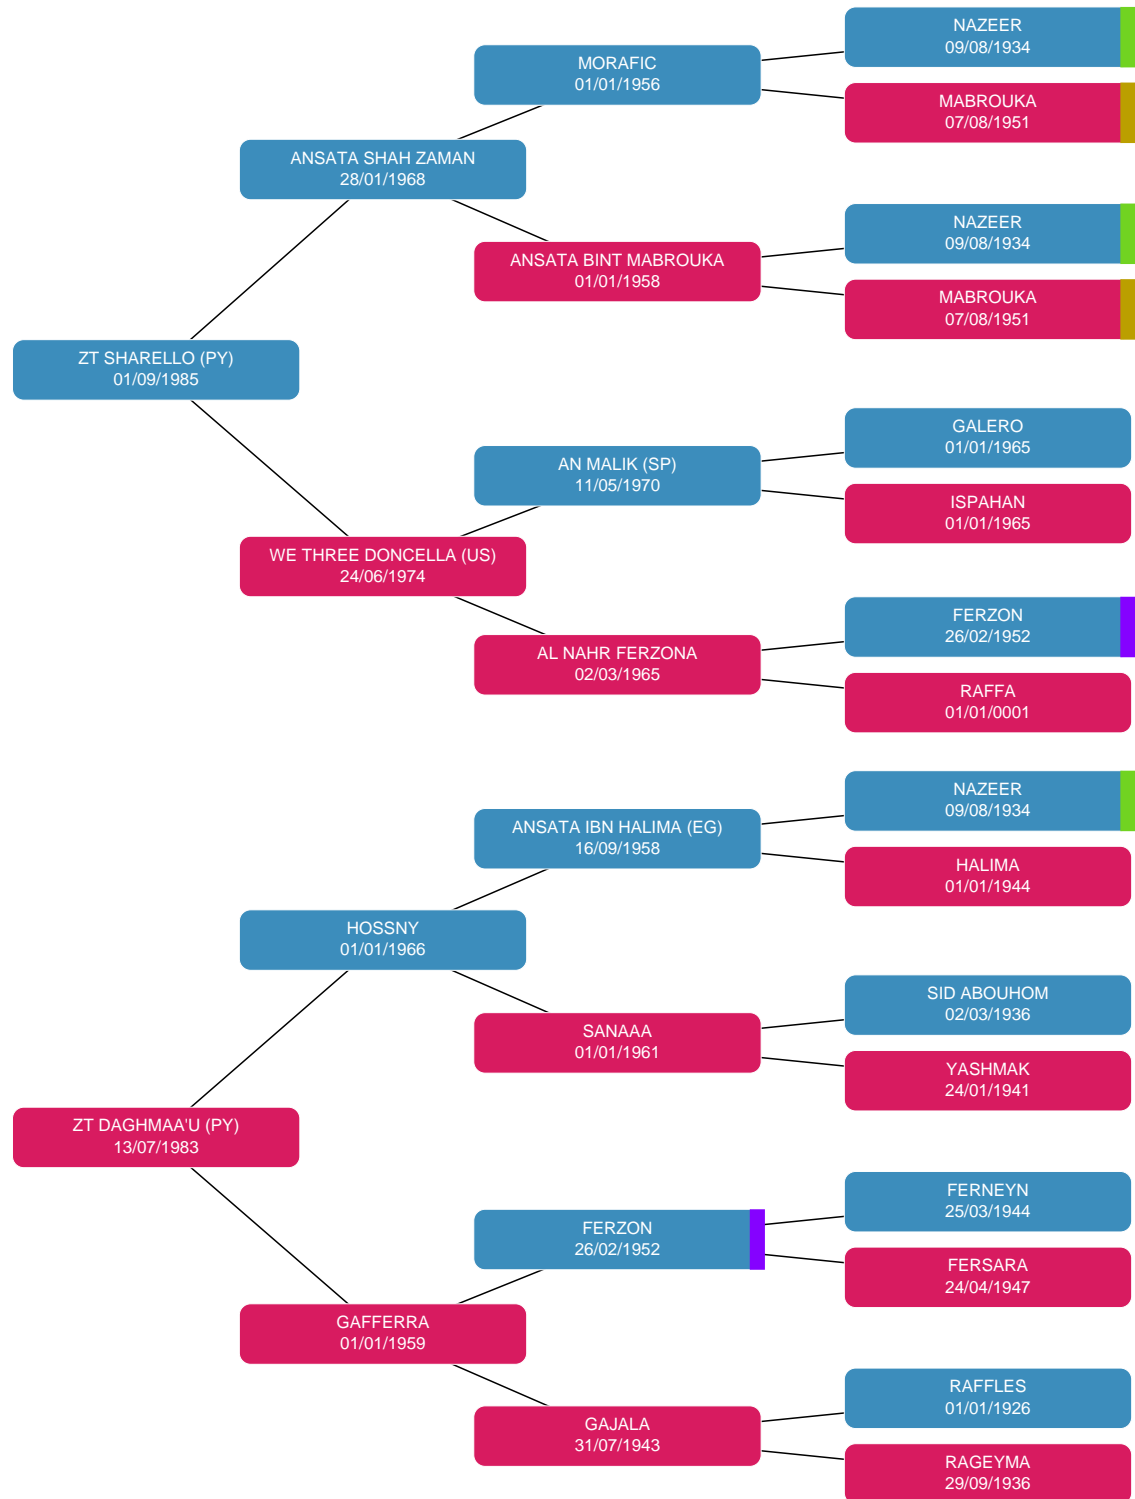 NAZEER
09/08/1934
MORAFIC
01/01/1956
MABROUKA
07/08/1951
ANSATA SHAH ZAMAN
28/01/1968
NAZEER
09/08/1934
ANSATA BINT MABROUKA
01/01/1958
MABROUKA
07/08/1951
ZT SHARELLO (PY)
01/09/1985
GALERO
01/01/1965
AN MALIK (SP)
11/05/1970
ISPAHAN
01/01/1965
WE THREE DONCELLA (US)
24/06/1974
FERZON
26/02/1952
AL NAHR FERZONA
02/03/1965
RAFFA
01/01/0001
NAZEER
09/08/1934
ANSATA IBN HALIMA (EG)
16/09/1958
HALIMA
01/01/1944
HOSSNY
01/01/1966
SID ABOUHOM
02/03/1936
SANAAA
01/01/1961
YASHMAK
24/01/1941
ZT DAGHMAA'U (PY)
13/07/1983
FERNEYN
25/03/1944
FERZON
26/02/1952
FERSARA
24/04/1947
GAFFERRA
01/01/1959
RAFFLES
01/01/1926
GAJALA
31/07/1943
RAGEYMA
29/09/1936